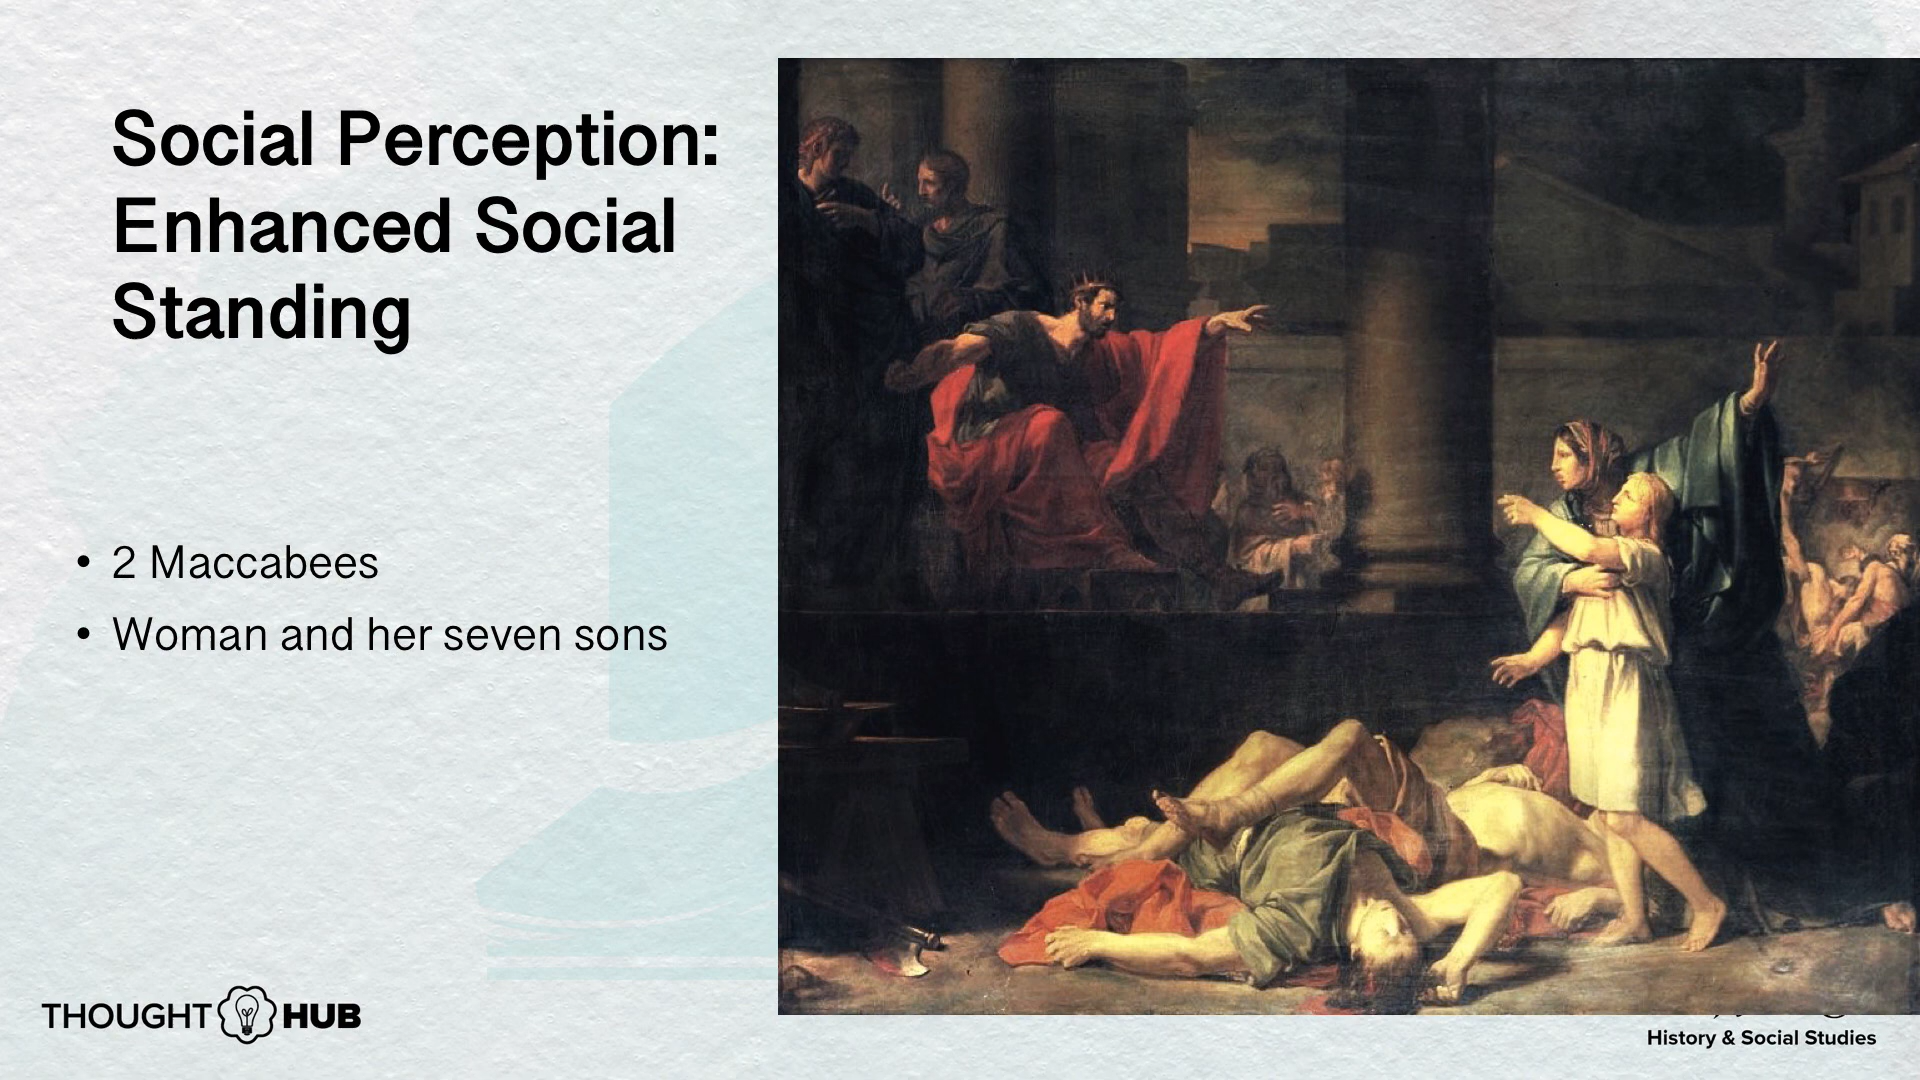 Social Perception:
Enhanced Social
Standing
• 2 Maccabees
• Woman and her seven sons
THOUGHT HUB
History & Social Studies